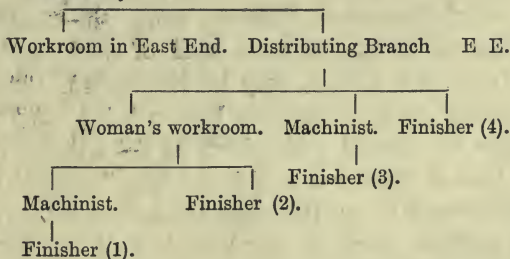 Workroom in East End. Distributing Branch E E.
Woman's workroom. Machinist. Finisher (4).
Finisher (3).
Machinist. Finisher (2).
Finisher (1).